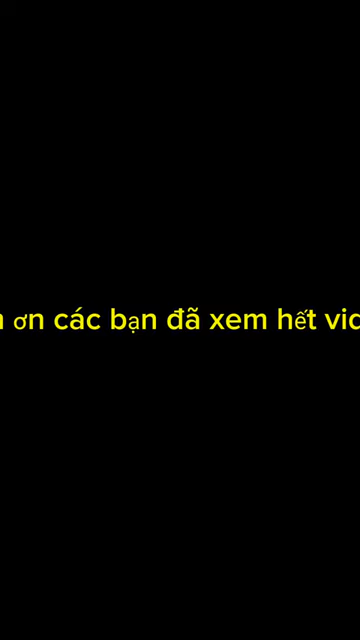 ơn các bạn đã xem hết